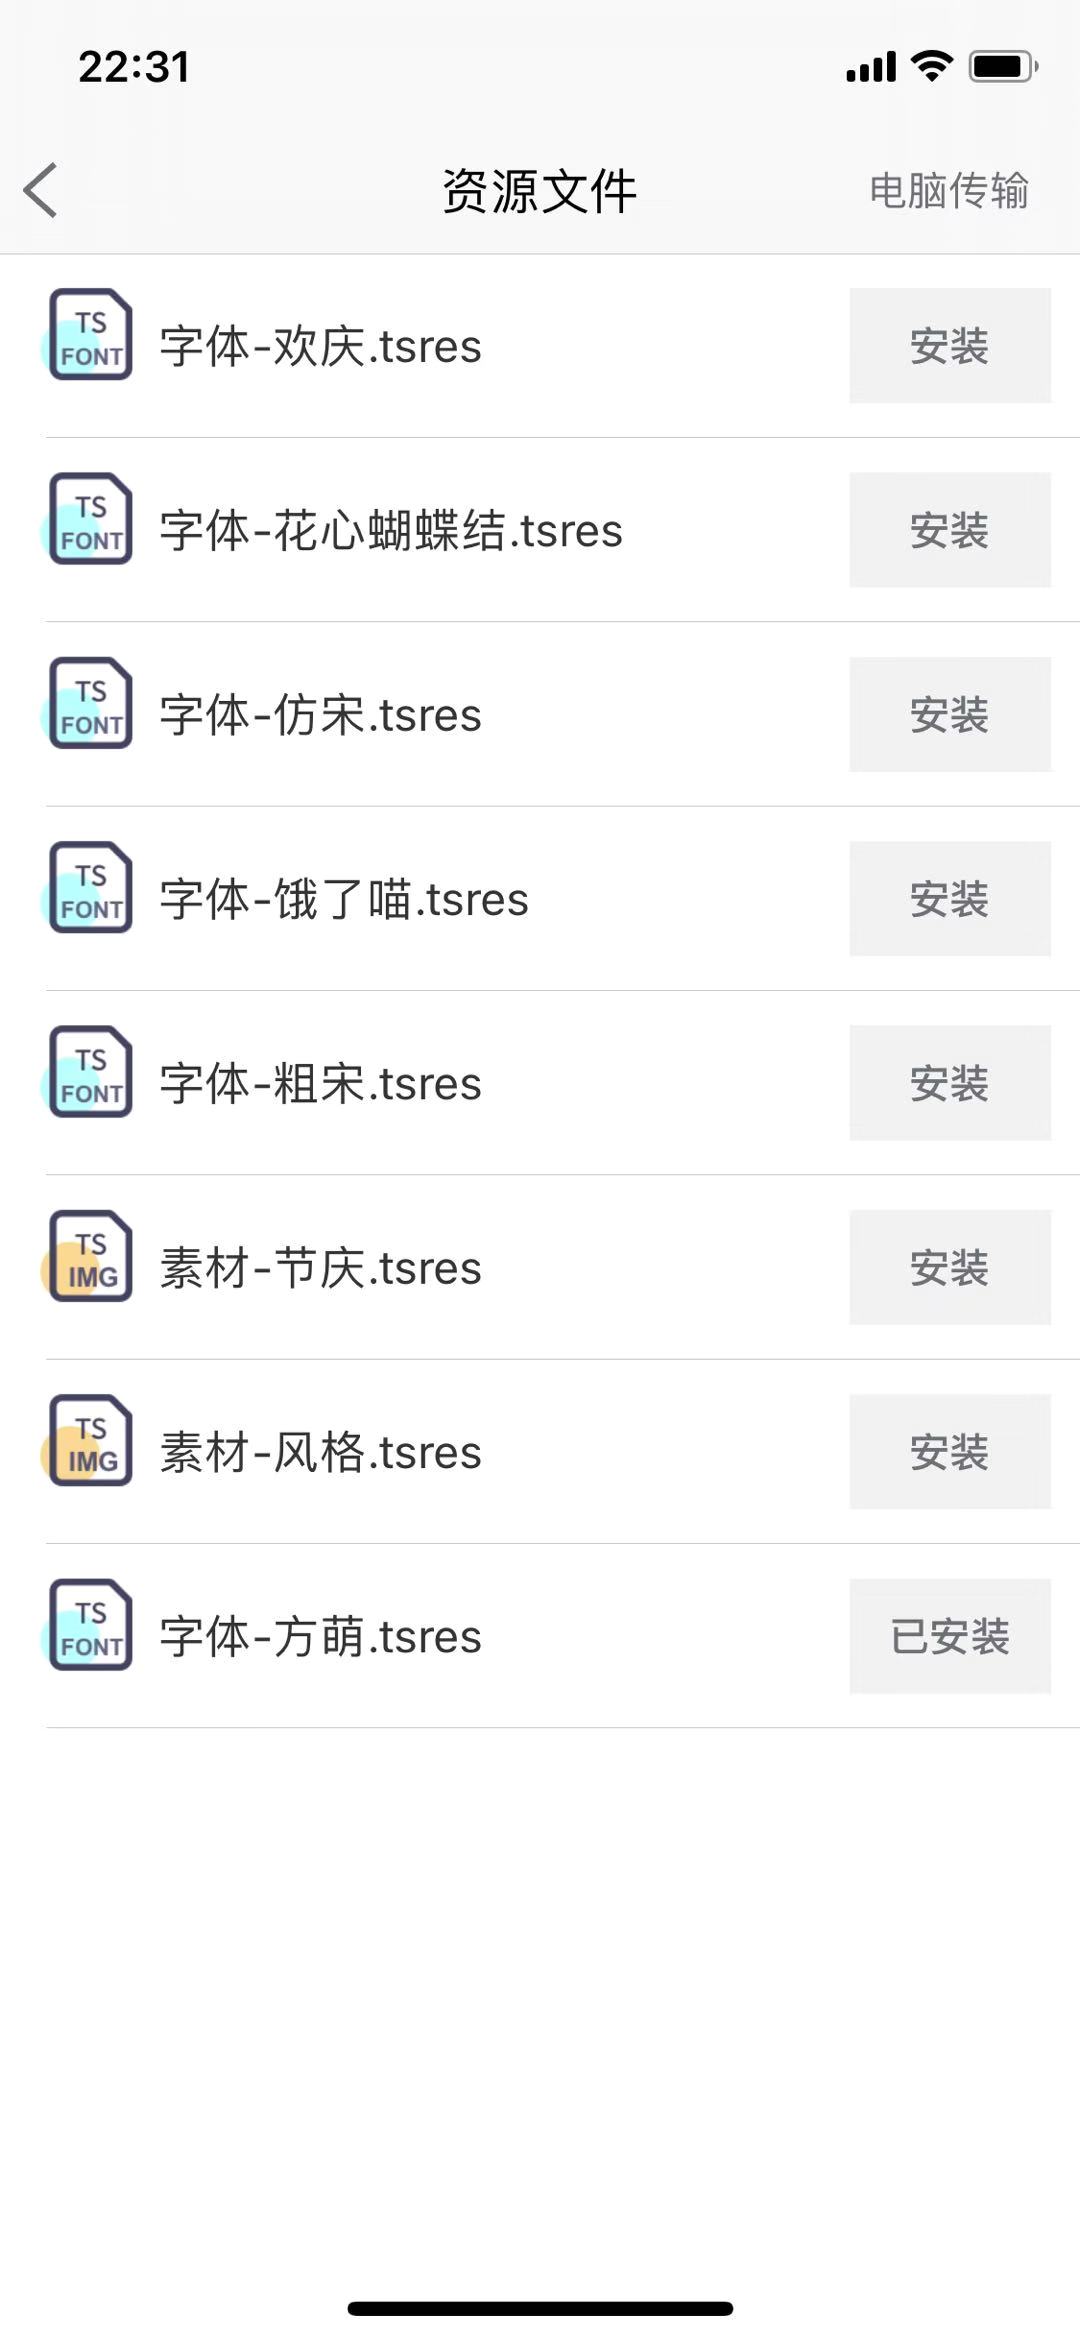 22:31
资源文件
电脑传输
TS
FONT
字体-欢庆.tsres
安装
TS
FONT
字体-花心蝴蝶结.tsres
安装
TS
FONT
字体-仿宋.tsres
安装
TS
FONT
字体-饿了喵.tsres
安装
TS
FONT
字体-粗宋.tsres
安装
TS
IMG
素材-节庆.tsres
安装
TS
IMG
素材-风格.tsres
安装
TS
FONT
字体-方萌.tsres
已安装